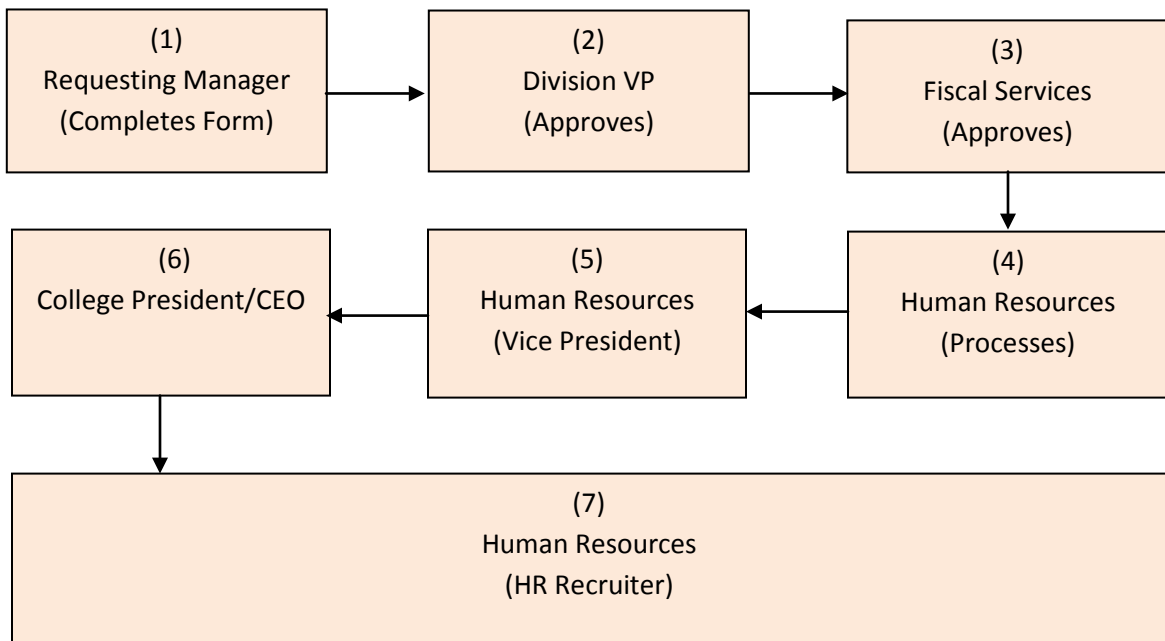 (1)
Requesting Manager
(Completes Form)
(2)
Division VP
(Approves)
(3)
Fiscal Services
(Approves)
(4)
Human Resources
(Processes)
(5)
Human Resources
(Vice President)
(6)
College President/CEO
(7)
Human Resources
(HR Recruiter)